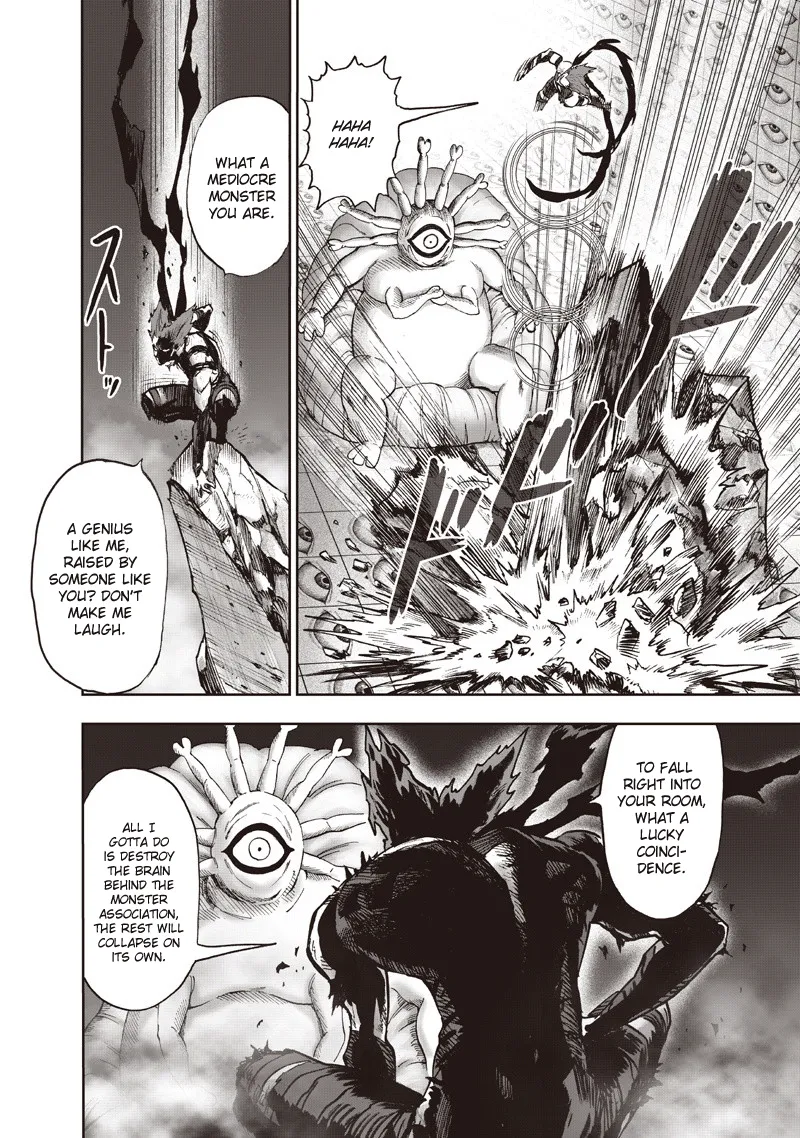 HAHA
HAHA!
ドドド
WHAT A
MEDIOCRE
MONSTER
YOU ARE.
ストッ
A GENIUS
LIKE ME,
RAISED BY
SOMEONE LIKE
YOU? DON'T
MAKE ME
LAUGH.
TO FALL
RIGHT INTO
YOUR ROOM,
WHAT A
LUCKY
COINCI-
DENCE.
ALL I
GOTTA DO
IS DESTROY
THE BRAIN
BEHIND THE
MONSTER
ASSOCIATION,
THE REST WILL
COLLAPSE ON
ITS OWN.